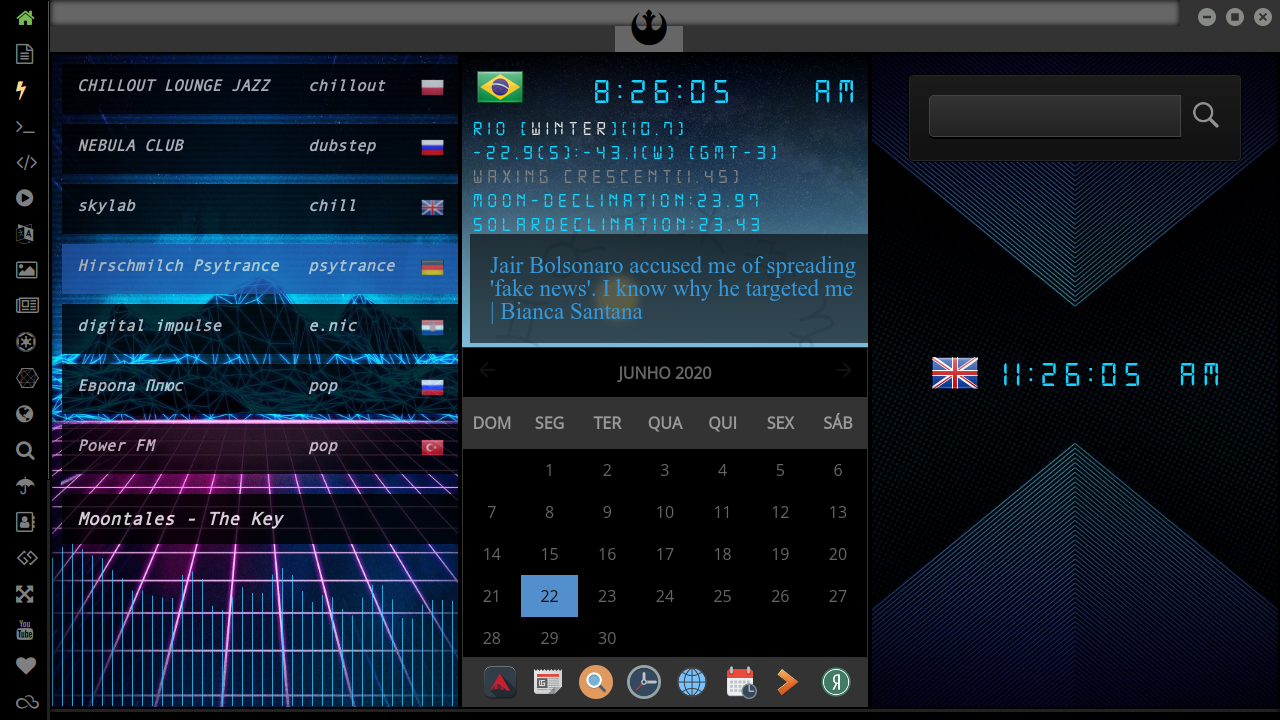 CHILLOUT LOUNGE JAZZ chillout
NEBULA CLUB dubstep
skylab chill
Hirschmilch Psytrance psytrance
digital impulse e.nic
Европа Плюс pop
Power FM pop
Moontales - The Key
8:26:05 AM
RIO [WINTER][10.7]
-22.9(S):-43.1(W) [GMT-3]
WAXING CRESCENT[1.45]
MOON-DECLINATION:23.97
SOLARDECLINATION:23.43
Jair Bolsonaro accused me of spreading
'fake news'. I know why he targeted me
| Bianca Santana
JUNHO 2020
DOM SEG TER QUA QUI SEX SÁB
1 2 3 4 5 6
7 8 9 10 11 12 13
14 15 16 17 18 19 20
21 22 23 24 25 26 27
28 29 30
11:26:05 AM
You
Tube
Я